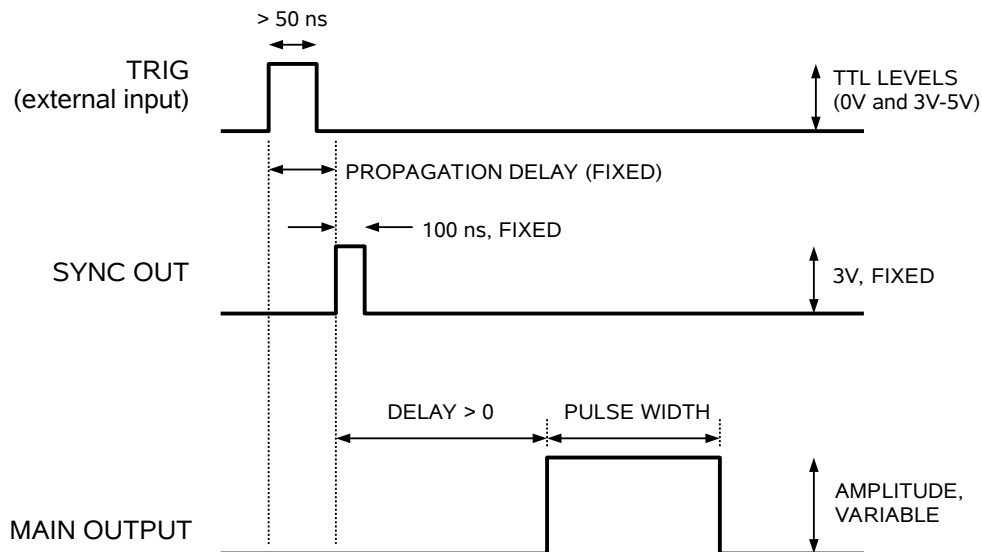 > 50 ns
TRIG
(external input)
TTL LEVELS
(0V and 3V-5V)
PROPAGATION DELAY (FIXED)
100 ns, FIXED
SYNC OUT
3V, FIXED
DELAY > 0
PULSE WIDTH
MAIN OUTPUT
AMPLITUDE,
VARIABLE